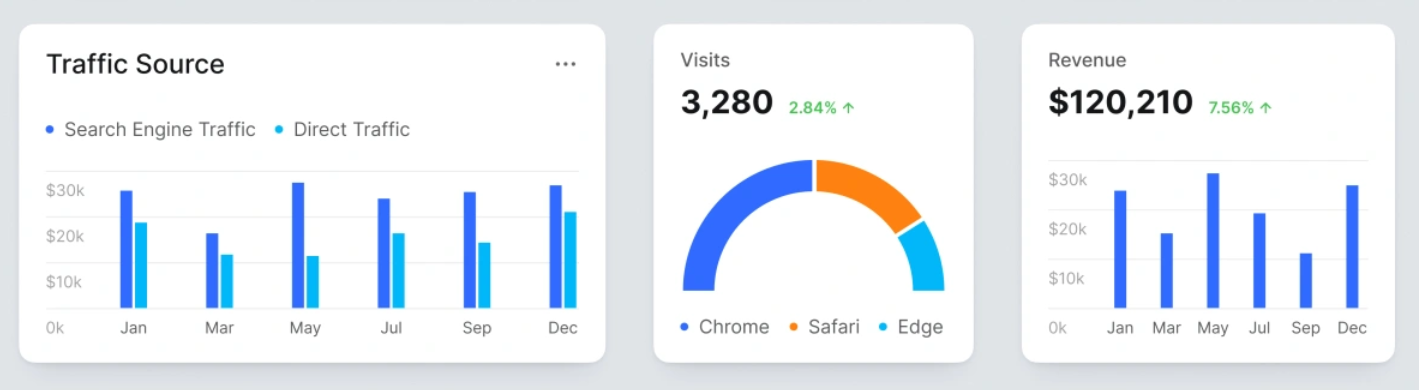 Traffic Source
Search Engine Traffic Direct Traffic
$30k
$20k
$10k
0k Jan Mar May Jul Sep Dec
Visits
3,280 2.84% ↑
Chrome Safari Edge
Revenue
$120,210 7.56% ↑
$30k
$20k
$10k
0k Jan Mar May Jul Sep Dec